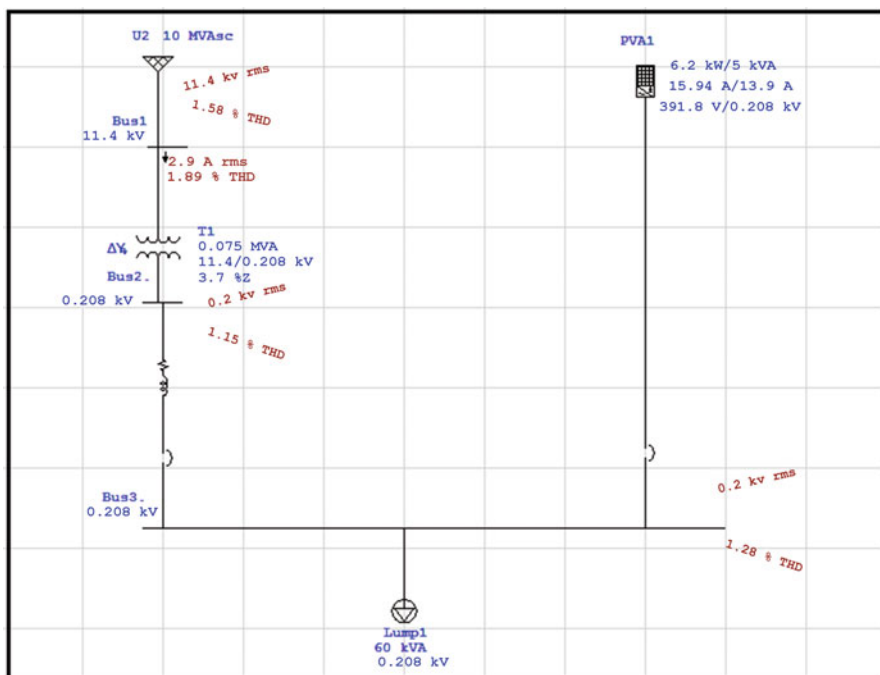 U2 10 MVAsc
11.4 kv rms
1.58 % THD
Bus1
11.4 kV
2.9 A rms
1.89 % THD
T1
0.075 MVA
11.4/0.208 kV
3.7 %Z
Bus2.
0.208 kV
0.2 kv rms
1.15 % THD
PVA1
6.2 kW/5 kVA
15.94 A/13.9 A
391.8 V/0.208 kV
Bus3.
0.208 kV
0.2 kv rms
1.28 % THD
Lump1
60 kVA
0.208 kV